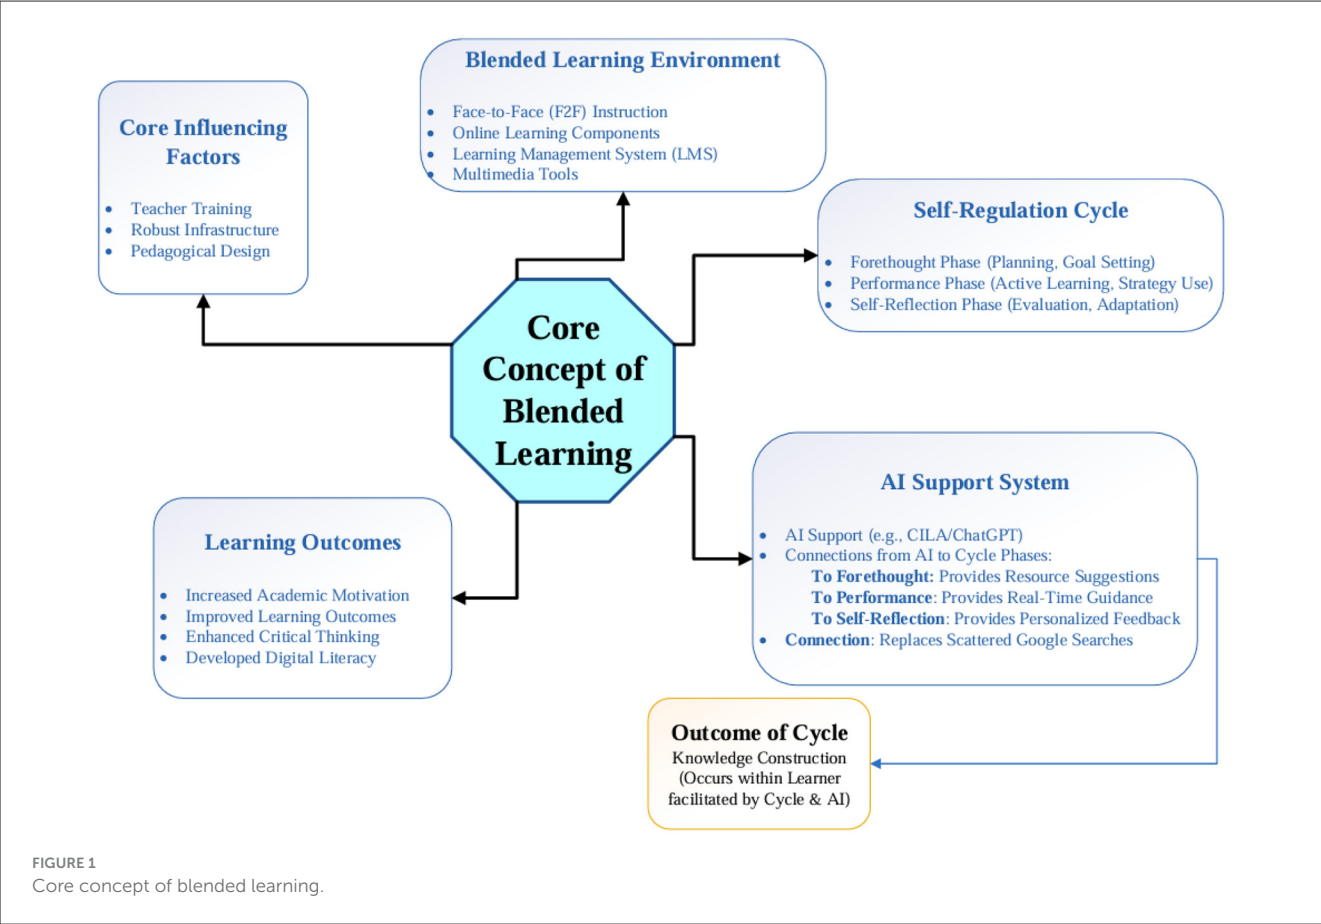 Blended Learning Environment
• Face-to-Face (F2F) Instruction
• Online Learning Components
• Learning Management System (LMS)
• Multimedia Tools
Core Influencing
Factors
• Teacher Training
• Robust Infrastructure
• Pedagogical Design
Self-Regulation Cycle
• Forethought Phase (Planning, Goal Setting)
• Performance Phase (Active Learning, Strategy Use)
• Self-Reflection Phase (Evaluation, Adaptation)
Core
Concept of
Blended
Learning
AI Support System
• AI Support (e.g., CILA/ChatGPT)
• Connections from AI to Cycle Phases:
To Forethought: Provides Resource Suggestions
To Performance: Provides Real-Time Guidance
To Self-Reflection: Provides Personalized Feedback
• Connection: Replaces Scattered Google Searches
Learning Outcomes
• Increased Academic Motivation
• Improved Learning Outcomes
• Enhanced Critical Thinking
• Developed Digital Literacy
Outcome of Cycle
Knowledge Construction
(Occurs within Learner
facilitated by Cycle & AI)
FIGURE 1
Core concept of blended learning.